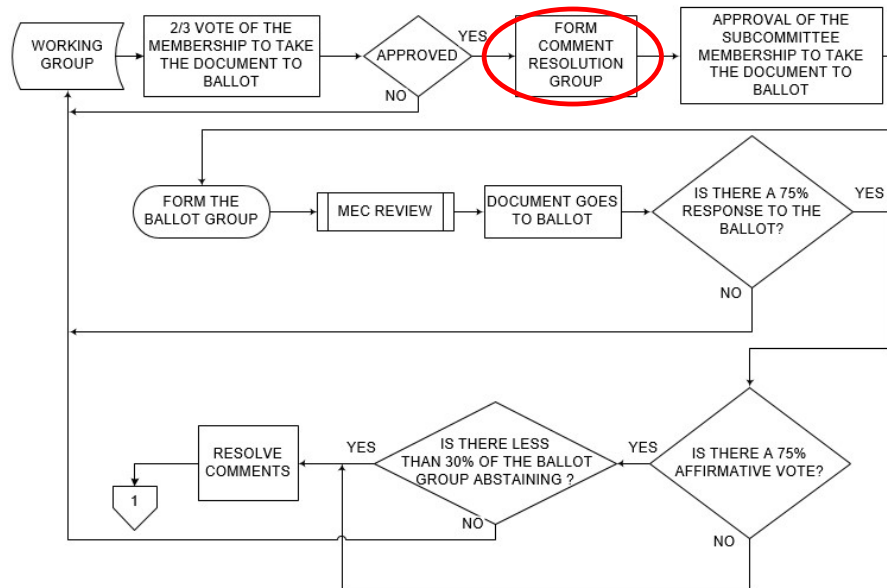 WORKING
GROUP
2/3 VOTE OF THE
MEMBERSHIP TO TAKE
THE DOCUMENT TO
BALLOT
APPROVED
YES
NO
FORM
COMMENT
RESOLUTION
GROUP
APPROVAL OF THE
SUBCOMMITTEE
MEMBERSHIP TO TAKE
THE DOCUMENT TO
BALLOT
FORM THE
BALLOT GROUP
MEC REVIEW
DOCUMENT GOES
TO BALLOT
IS THERE A 75%
RESPONSE TO THE
BALLOT?
YES
NO
RESOLVE
COMMENTS
1
YES
IS THERE LESS
THAN 30% OF THE BALLOT
GROUP ABSTAINING ?
NO
YES
IS THERE A 75%
AFFIRMATIVE VOTE?
NO